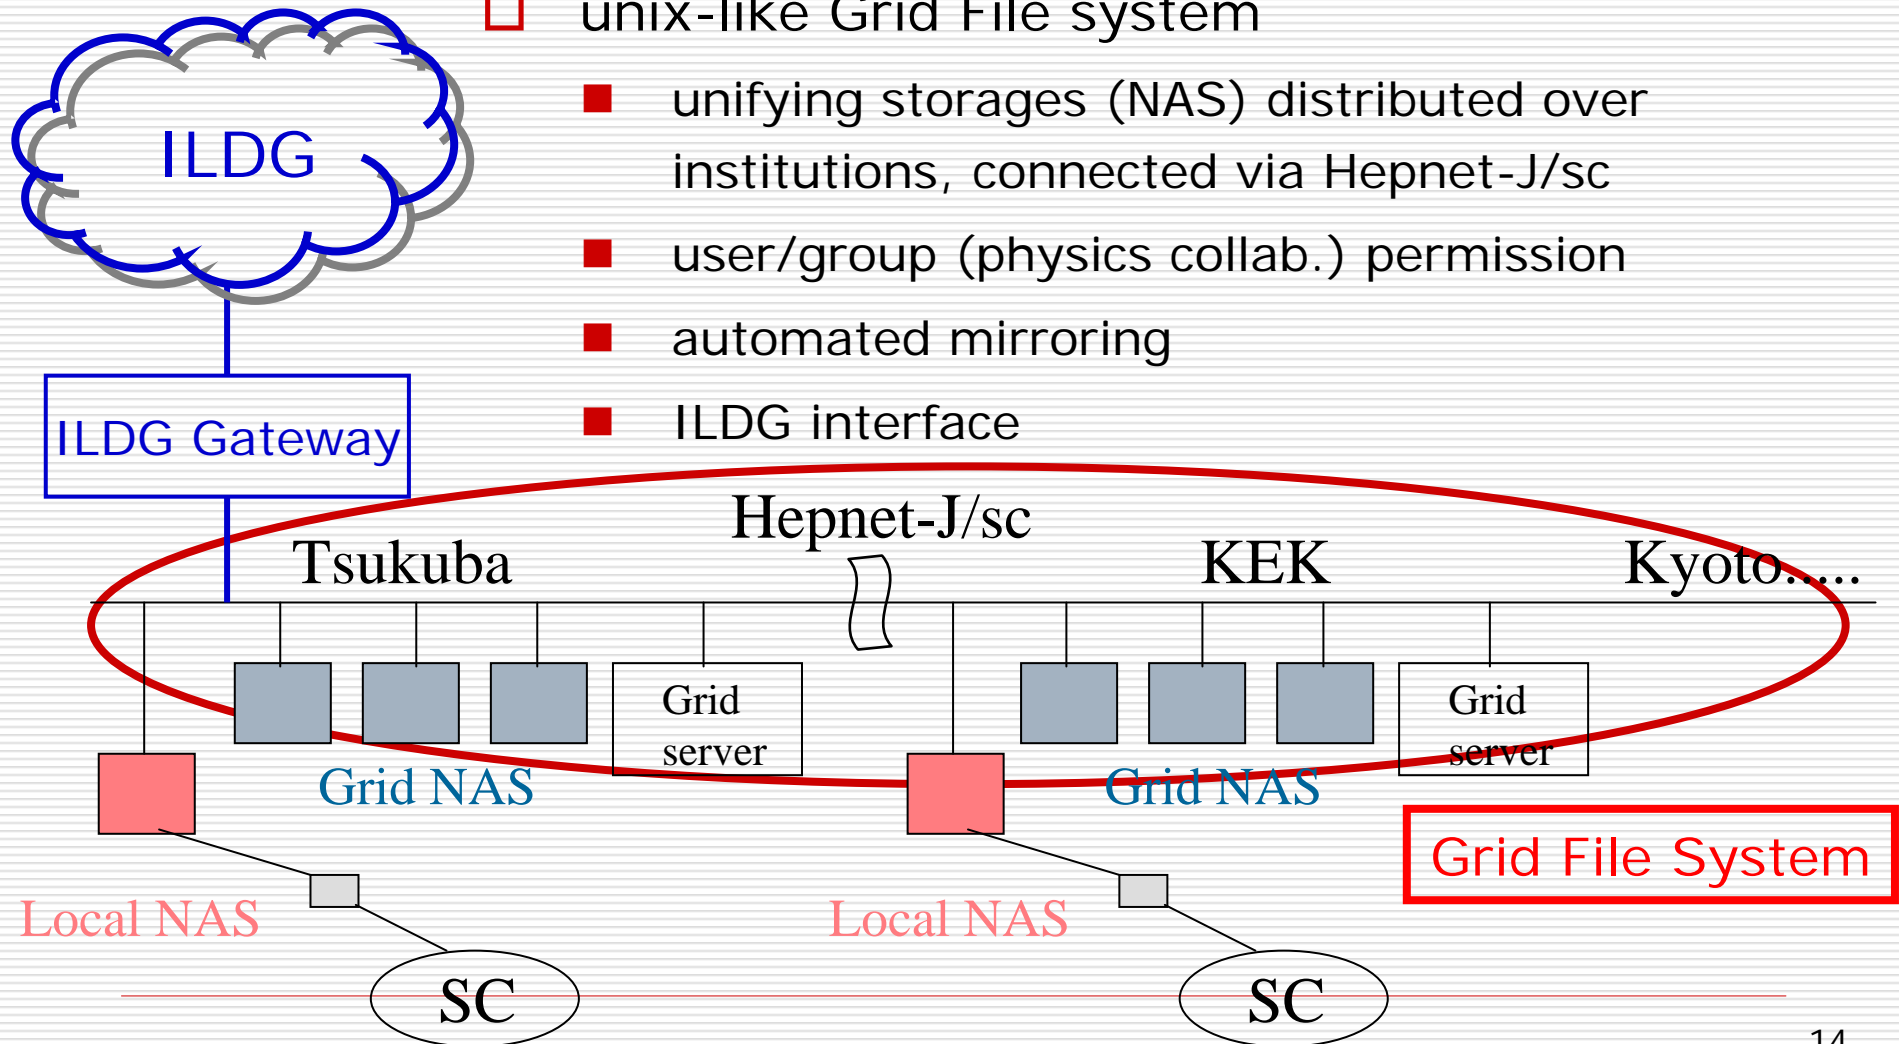 unix-like Grid File system
unifying storages (NAS) distributed over
institutions, connected via Hepnet-J/sc
user/group (physics collab.) permission
automated mirroring
ILDG interface
ILDG
ILDG Gateway
Hepnet-J/sc
Tsukuba
KEK
Kyoto.....
Grid
server
Grid
server
Grid NAS
Grid NAS
Grid File System
Local NAS
Local NAS
SC
SC
14